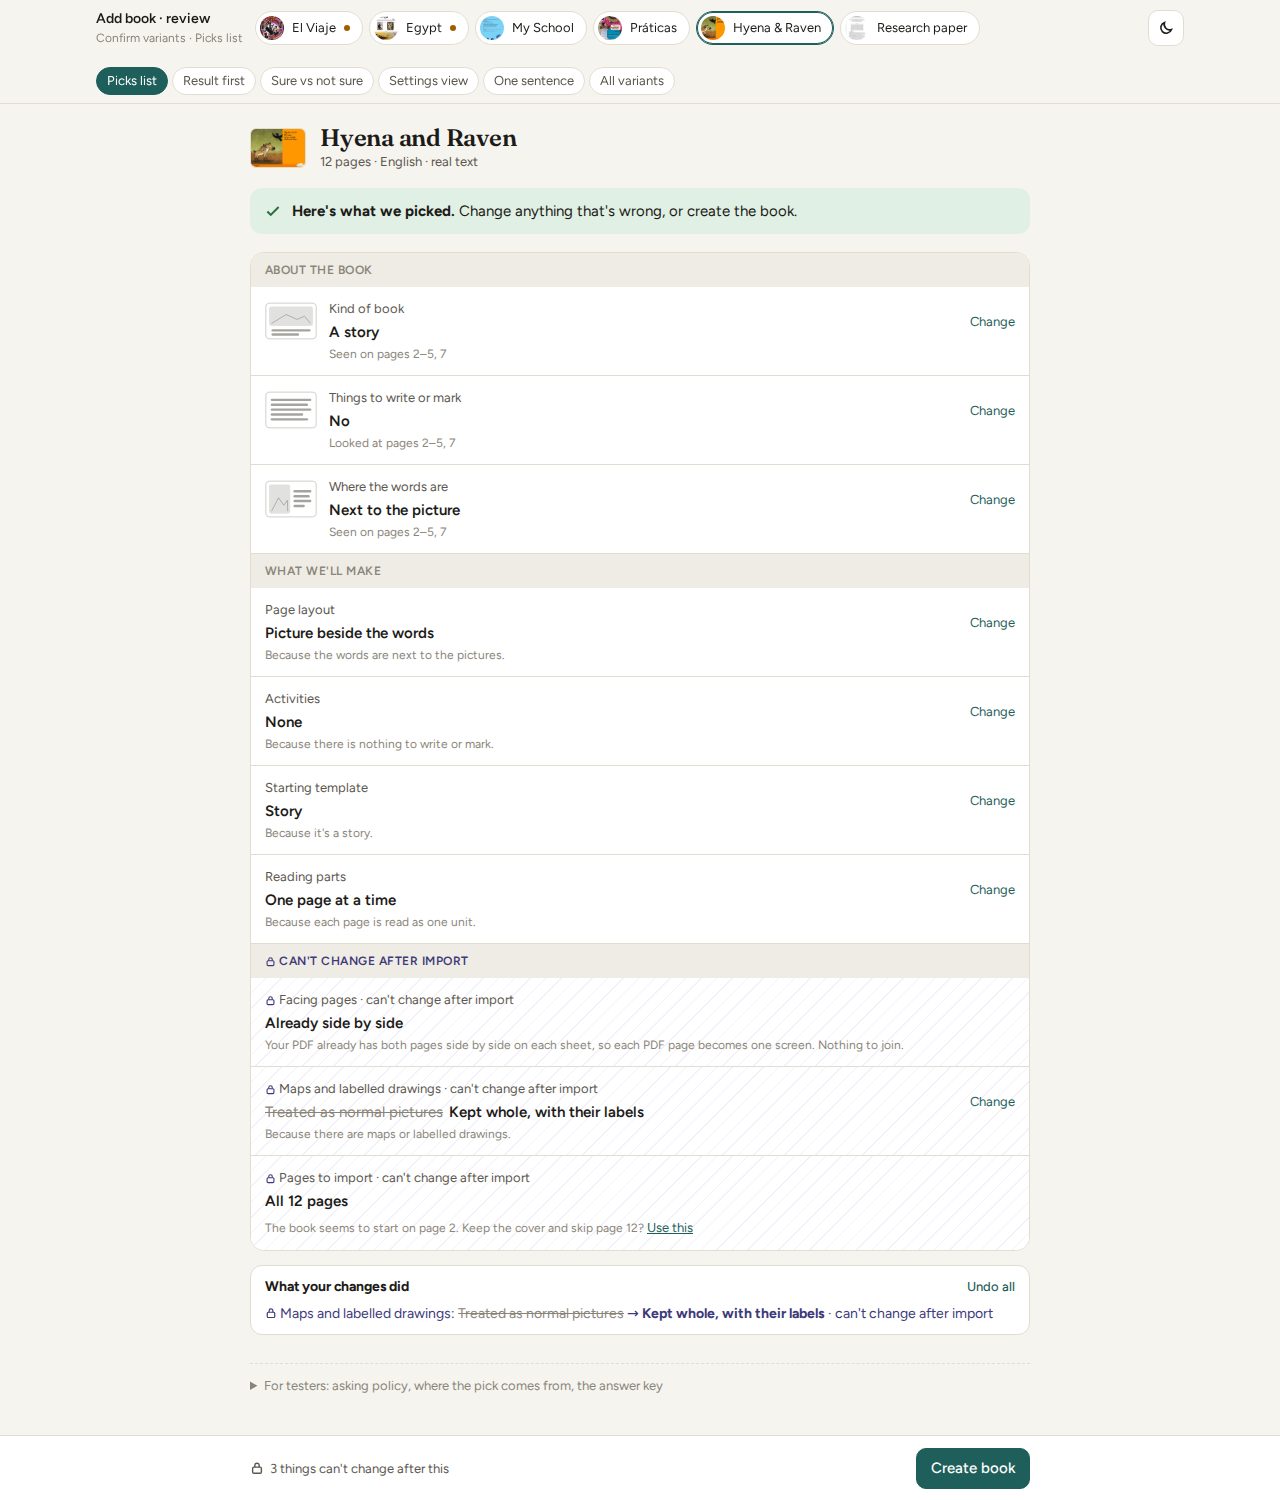 Add book · review
Confirm variants · Picks list
El Viaje
Egypt
My School
Práticas
Hyena & Raven
Research paper
Picks list
Result first
Sure vs not sure
Settings view
One sentence
All variants
Hyena and Raven
12 pages · English · real text
Here's what we picked. Change anything that's wrong, or create the book.
ABOUT THE BOOK
Kind of book
A story
Seen on pages 2–5, 7
Change
Things to write or mark
No
Looked at pages 2–5, 7
Change
Where the words are
Next to the picture
Seen on pages 2–5, 7
Change
WHAT WE'LL MAKE
Page layout
Picture beside the words
Because the words are next to the pictures.
Change
Activities
None
Because there is nothing to write or mark.
Change
Starting template
Story
Because it's a story.
Change
Reading parts
One page at a time
Because each page is read as one unit.
Change
CAN'T CHANGE AFTER IMPORT
Facing pages · can't change after import
Already side by side
Your PDF already has both pages side by side on each sheet, so each PDF page becomes one screen. Nothing to join.
Maps and labelled drawings · can't change after import
Treated as normal pictures Kept whole, with their labels
Because there are maps or labelled drawings.
Change
Pages to import · can't change after import
All 12 pages
The book seems to start on page 2. Keep the cover and skip page 12? Use this
What your changes did
Undo all
Maps and labelled drawings: Treated as normal pictures → Kept whole, with their labels · can't change after import
For testers: asking policy, where the pick comes from, the answer key
3 things can't change after this
Create book